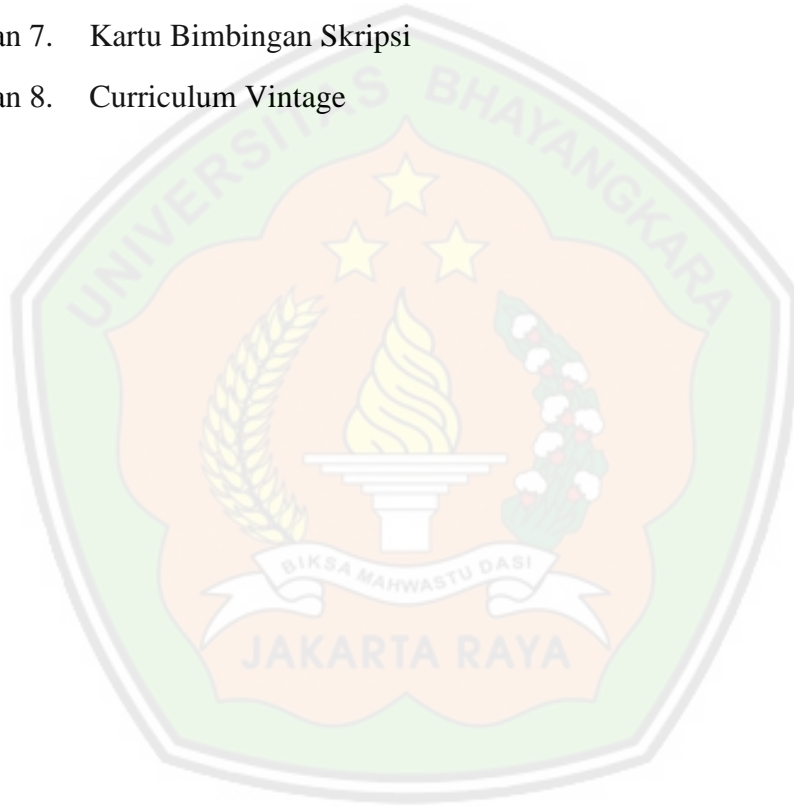 an 7. Kartu Bimbingan Skripsi
an 8. Curriculum Vintage
UNIVERSITAS BHAYANGKARA
BIKSA MAHWASTU DASI
JAKARTA RAYA